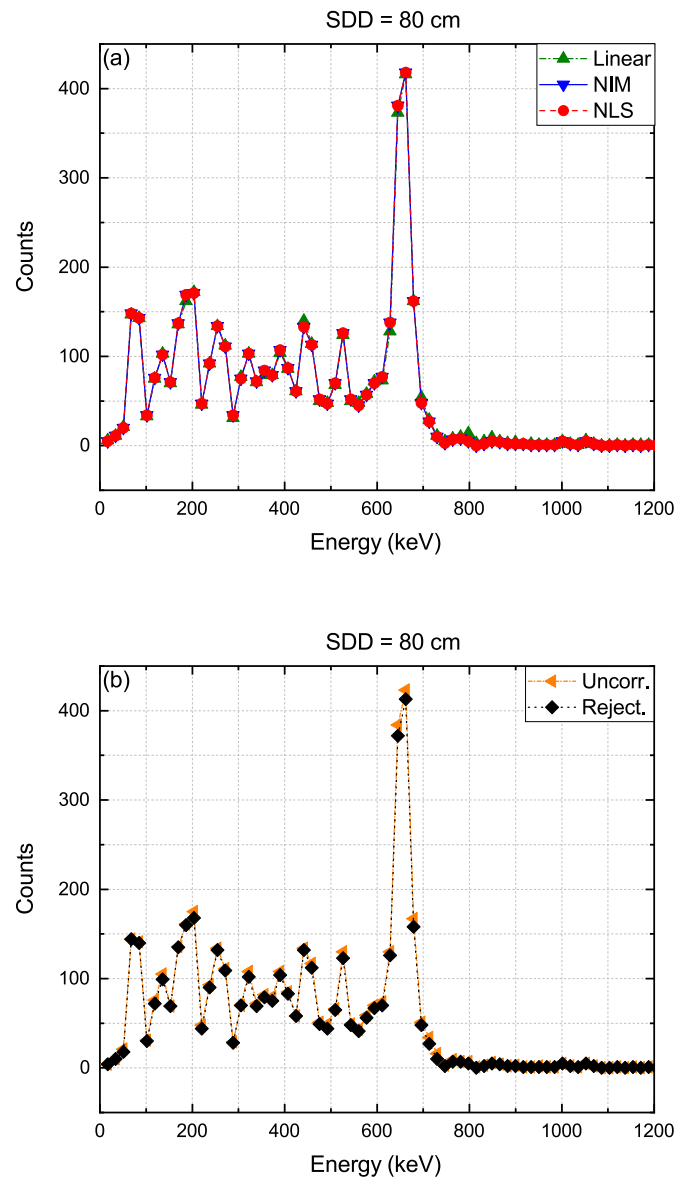 SDD = 80 cm
(a)
Linear
NIM
NLS
400
300
200
100
0
Counts
0 200 400 600 800 1000 1200
Energy (keV)
SDD = 80 cm
(b)
Uncorr.
Reject.
400
300
200
100
0
Counts
0 200 400 600 800 1000 1200
Energy (keV)